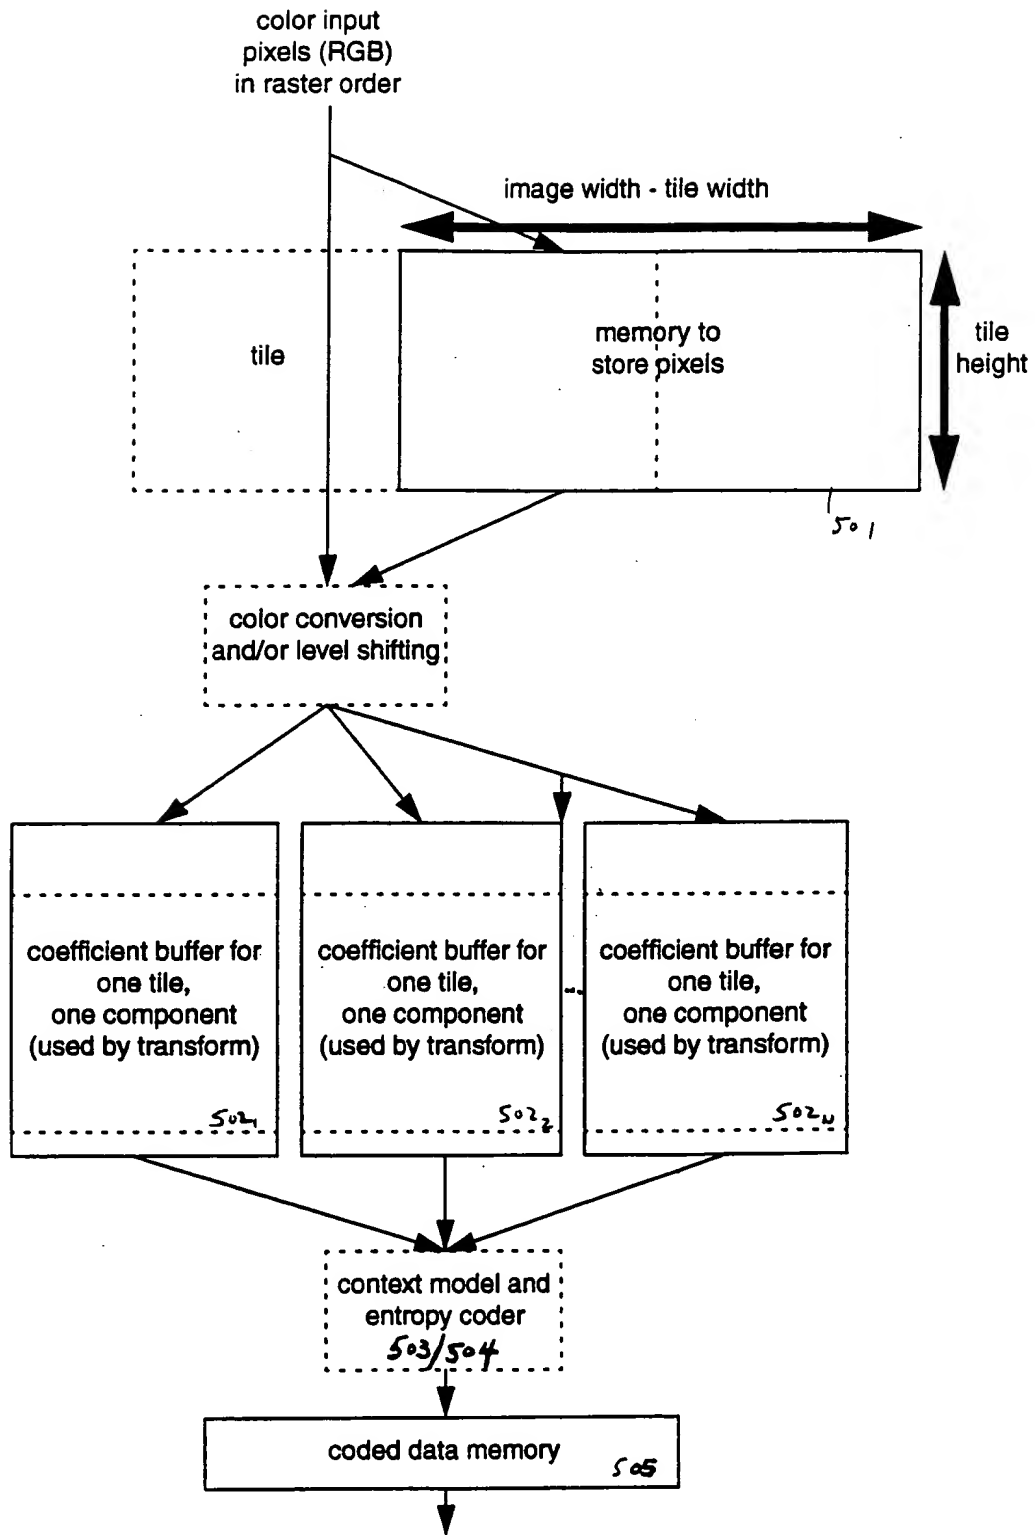 color input
pixels (RGB)
in raster order
image width - tile width
tile
memory to
store pixels
tile
height
501
color conversion
and/or level shifting
coefficient buffer for
one tile,
one component
(used by transform)
502₁
coefficient buffer for
one tile,
one component
(used by transform)
502₂
...
coefficient buffer for
one tile,
one component
(used by transform)
502N
context model and
entropy coder
503/504
coded data memory
505